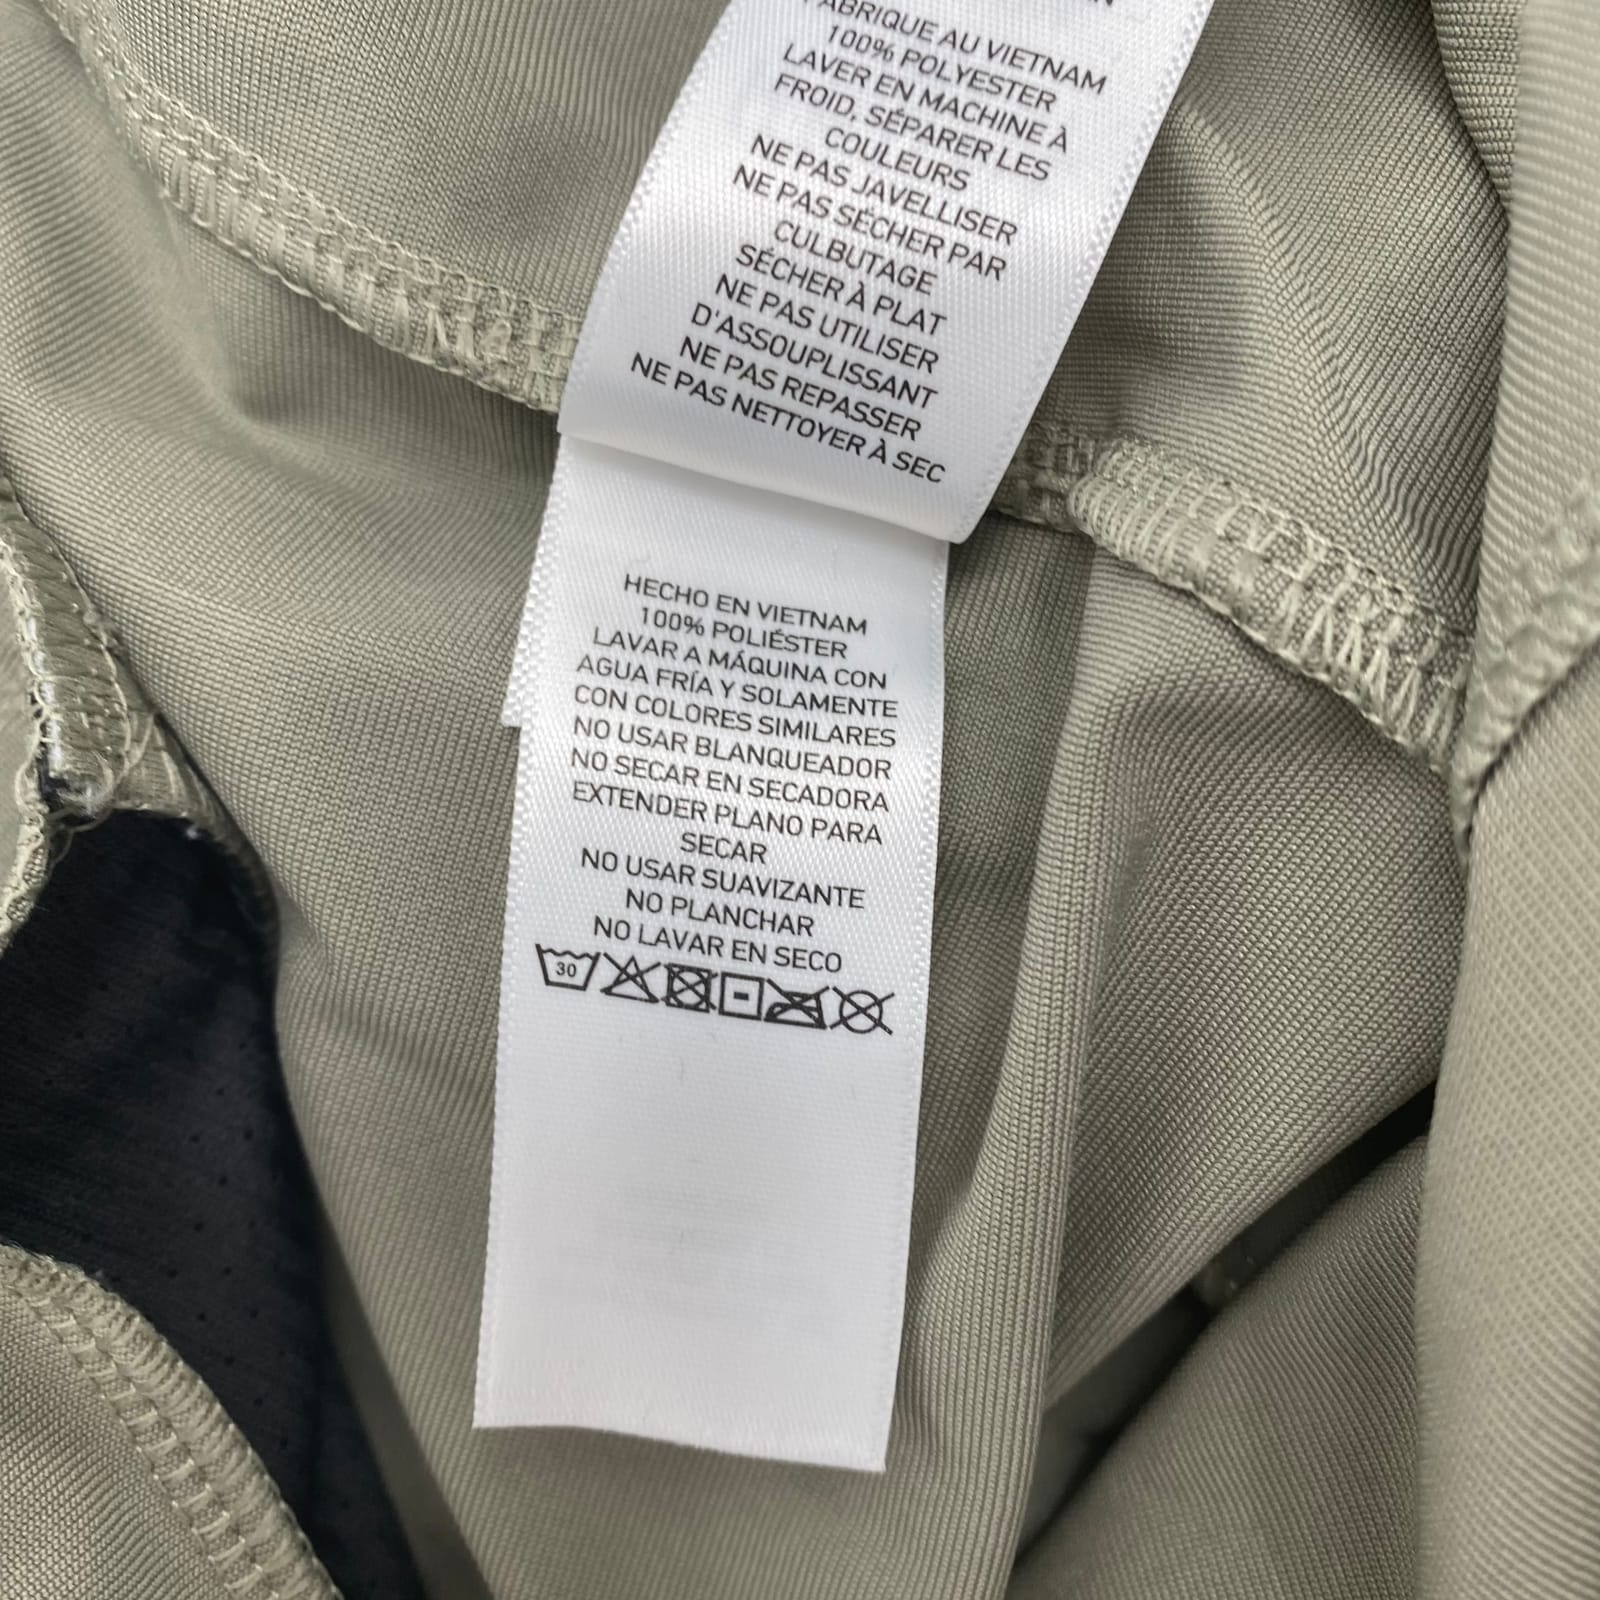 FABRIQUE AU VIETNAM
100% POLYESTER
LAVER EN MACHINE À
FROID, SÉPARER LES
COULEURS
NE PAS JAVELLISER
NE PAS SÉCHER PAR
CULBUTAGE
SÉCHER À PLAT
NE PAS UTILISER
D'ASSOUPLISSANT
NE PAS REPASSER
NE PAS NETTOYER À SEC
HECHO EN VIETNAM
100% POLIÉSTER
LAVAR A MÁQUINA CON
AGUA FRÍA Y SOLAMENTE
CON COLORES SIMILARES
NO USAR BLANQUEADOR
NO SECAR EN SECADORA
EXTENDER PLANO PARA
SECAR
NO USAR SUAVIZANTE
NO PLANCHAR
NO LAVAR EN SECO
30